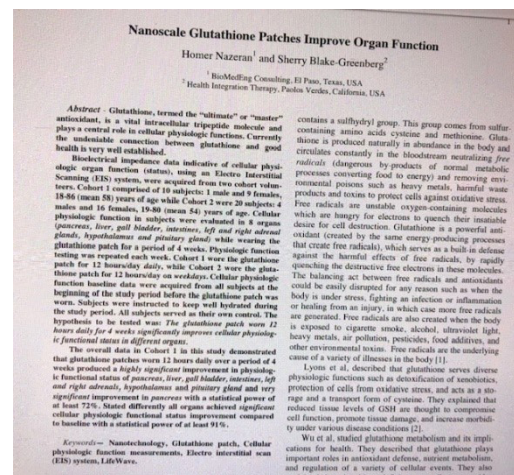 Nanoscale Glutathione Patches Improve Organ Function
Homer Nazeran1 and Sherry Blake-Greenberg2
1 BioMedEng Consulting, El Paso, Texas, USA
2 Health Integration Therapy, Paolos Verdes, California, USA
Abstract - Glutathione, termed the "ultimate" or "master"
antioxidant, is a vital intracellular tripeptide molecule and
plays a central role in cellular physiologic functions. Currently
the undeniable connection between glutathione and good
health is very well established.
Bioelectrical impedance data indicative of cellular physi-
ologic organ function (status), using an Electro Interstitial
Scanning (EIS) system, were acquired from two cohort volun-
teers. Cohort 1 comprised of 10 subjects: 1 male and 9 females,
18-86 (mean 58) years of age while Cohort 2 were 20 subjects: 4
males and 16 females, 19-80 (mean 54) years of age. Cellular
physiologic function in subjects were evaluated in 8 organs
(pancreas, liver, gall bladder, intestines, left and right adrenal
glands, hypothalamus and pituitary gland) while wearing the
glutathione patch for a period of 4 weeks. Physiologic function
testing was repeated each week. Cohort 1 wore the glutathione
patch for 12 hours/day daily, while Cohort 2 wore the gluta-
thione patch for 12 hours/day on weekdays. Cellular physiologic
function baseline data were acquired from all subjects at the
beginning of the study period before the glutathione patch was
worn. Subjects were instructed to keep well hydrated during
the study period. All subjects served as their own control. The
hypothesis to be tested was: The glutathione patch worn 12
hours daily for 4 weeks significantly improves cellular physiolog-
ic functional status in different organs.
The overall data in Cohort 1 in this study demonstrated
that glutathione patches worn 12 hours daily over a period of 4
weeks produced a highly significant improvement in physiolog-
ic functional status of pancreas, liver, gall bladder, intestines, left
and right adrenals, hypothalamus and pituitary gland and very
significant improvement in pancreas with a statistical power of
at least 72%. Stated differently all organs achieved significant
cellular physiologic functional status improvement compared
to baseline with a statistical power of at least 91%.
Keywords— Nanotechnology, Glutathione patch, Cellular
physiologic function measurements, Electro interstitial scan
(EIS) system, LifeWave.
contains a sulfhydryl group. This group comes from sulfur-
containing amino acids cysteine and methionine. Gluta-
thione is produced naturally in abundance in the body and
circulates constantly in the bloodstream neutralizing free
radicals (dangerous by-products of normal metabolic
processes converting food to energy) and removing envi-
ronmental poisons such as heavy metals, harmful waste
products and toxins to protect cells against oxidative stress.
Free radicals are unstable oxygen-containing molecules
which are hungry for electrons to quench their insatiable
desire for cell destruction. Glutathione is a powerful anti-
oxidant (created by the same energy-producing processes
that create free radicals), which serves as a built-in defense
against the harmful effects of free radicals, by rapidly
quenching the destructive free electrons in these molecules.
The balancing act between free radicals and antioxidants
could be easily disrupted for any reason such as when the
body is under stress, fighting an infection or inflammation
or healing from an injury, in which case more free radicals
are generated. Free radicals are also created when the body
is exposed to cigarette smoke, alcohol, ultraviolet light,
heavy metals, air pollution, pesticides, food additives, and
other environmental toxins. Free radicals are the underlying
cause of a variety of illnesses in the body [1].
Lyons et al. described that glutathione serves diverse
physiologic functions such as detoxification of xenobiotics,
protection of cells from oxidative stress, and acts as a sto-
rage and a transport form of cysteine. They explained that
reduced tissue levels of GSH are thought to compromise
cell function, promote tissue damage, and increase morbidi-
ty under various disease conditions [2].
Wu et al. studied glutathione metabolism and its impli-
cations for health. They described that glutathione plays
important roles in antioxidant defense, nutrient metabolism,
and regulation of a variety of cellular events. They also